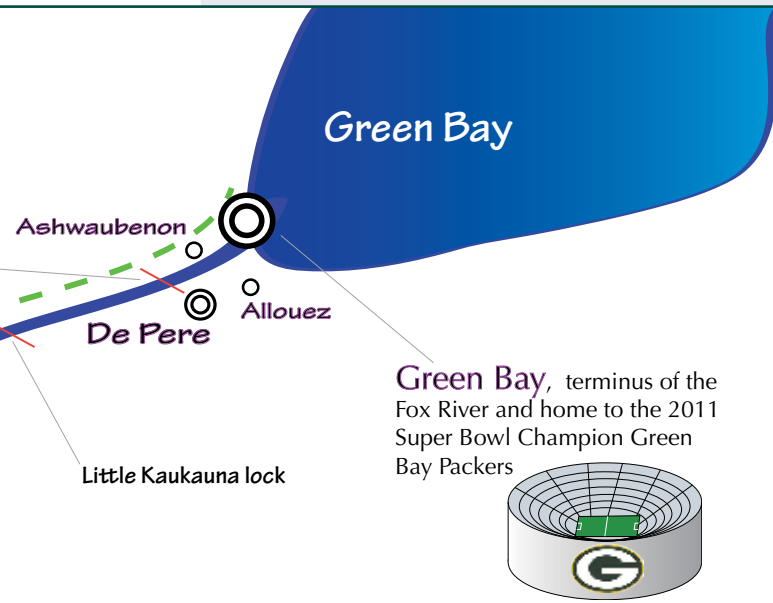 Green Bay
Ashwaubenon
Allouez
De Pere
Green Bay, terminus of the
Fox River and home to the 2011
Super Bowl Champion Green
Bay Packers
Little Kaukauna lock
G